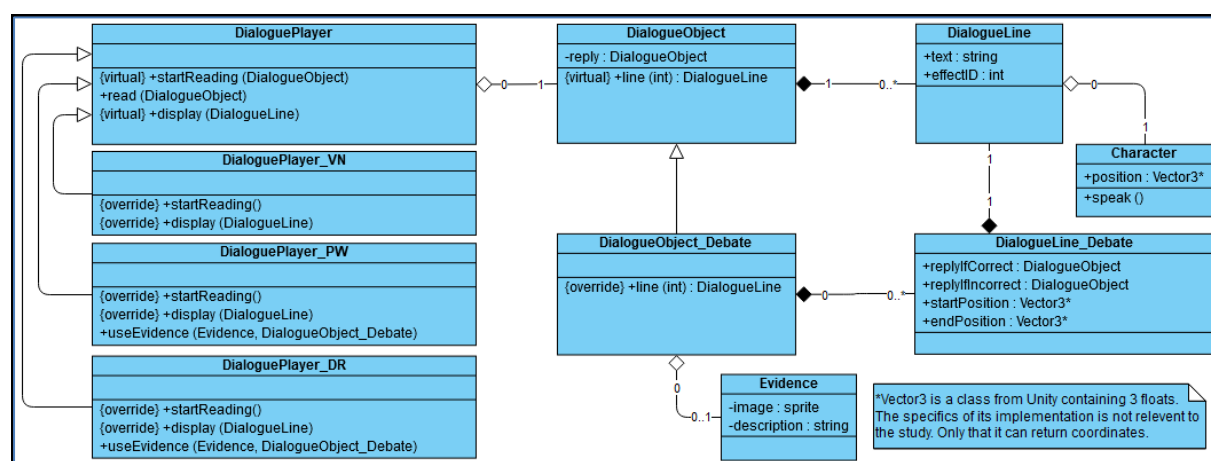 DialoguePlayer
{virtual} +startReading (DialogueObject)
+read (DialogueObject)
{virtual} +display (DialogueLine)
0
1
DialogueObject
-reply : DialogueObject
{virtual} +line (int) : DialogueLine
1
0..*
DialogueLine
+text : string
+effectID : int
0
1
Character
+position : Vector3*
+speak ()
DialoguePlayer_VN
{override} +startReading()
{override} +display (DialogueLine)
DialoguePlayer_PW
{override} +startReading()
{override} +display (DialogueLine)
+useEvidence (Evidence, DialogueObject_Debate)
DialoguePlayer_DR
{override} +startReading()
{override} +display (DialogueLine)
+useEvidence (Evidence, DialogueObject_Debate)
DialogueObject_Debate
{override} +line (int) : DialogueLine
0
0..*
1
1
DialogueLine_Debate
+replyIfCorrect : DialogueObject
+replyIfIncorrect : DialogueObject
+startPosition : Vector3*
+endPosition : Vector3*
0
0..1
Evidence
-image : sprite
-description : string
*Vector3 is a class from Unity containing 3 floats.
The specifics of its implementation is not relevent to
the study. Only that it can return coordinates.